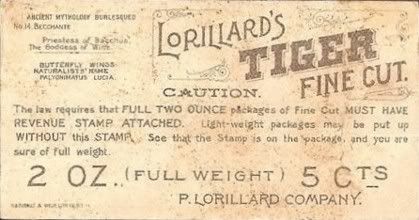 ANCIENT MYTHOLOGY BURLESQUED
No. 14. BECCHANTE
Priestess of Bacchus.
The Goddess of Wine.
BUTTERFLY WINGS.
NATURALISTS' NAME
PALYONIMATUS LUCIA.
LORILLARD'S
TIGER
FINE CUT.
CAUTION.
The law requires that FULL TWO OUNCE packages of Fine Cut MUST HAVE
REVENUE STAMP ATTACHED. Light-weight packages may be put up
WITHOUT this STAMP. See that the Stamp is on the package, and you are
sure of full weight.
2 OZ. (FULL WEIGHT) 5 CTS
P. LORILLARD COMPANY.